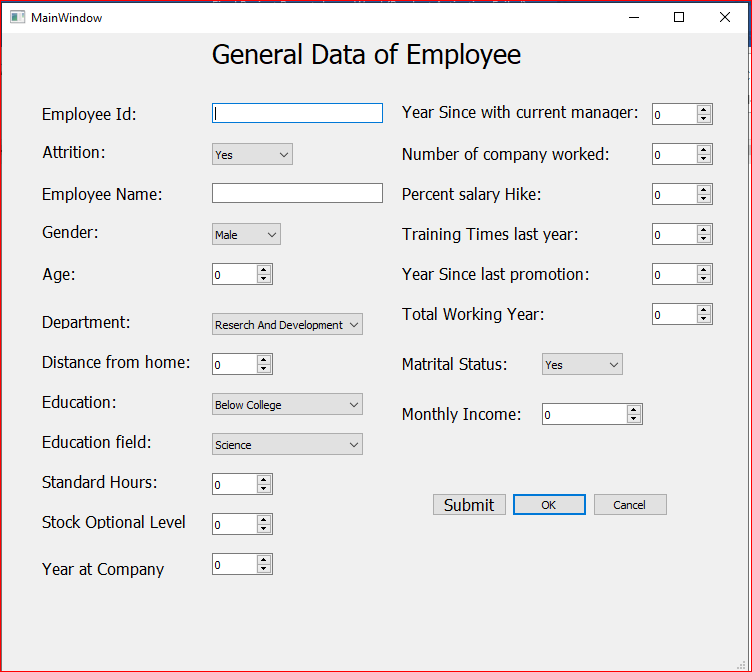 MainWindow
General Data of Employee
Employee Id:
Attrition: Yes
Employee Name:
Gender: Male
Age: 0
Department: Reserch And Development
Distance from home: 0
Education: Below College
Education field: Science
Standard Hours: 0
Stock Optional Level 0
Year at Company 0
Year Since with current manager: 0
Number of company worked: 0
Percent salary Hike: 0
Training Times last year: 0
Year Since last promotion: 0
Total Working Year: 0
Matrital Status: Yes
Monthly Income: 0
Submit OK Cancel